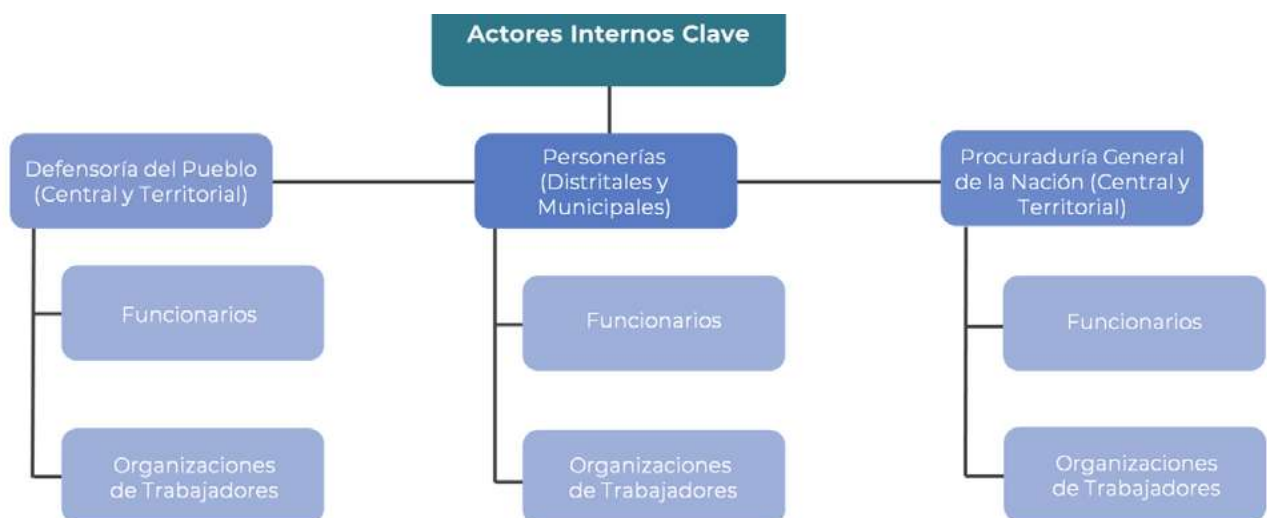 Actores Internos Clave
Defensoría del Pueblo
(Central y Territorial)
Funcionarios
Organizaciones
de Trabajadores
Personerías
(Distritales y
Municipales)
Funcionarios
Organizaciones
de Trabajadores
Procuraduría General
de la Nación (Central y
Territorial)
Funcionarios
Organizaciones
de Trabajadores